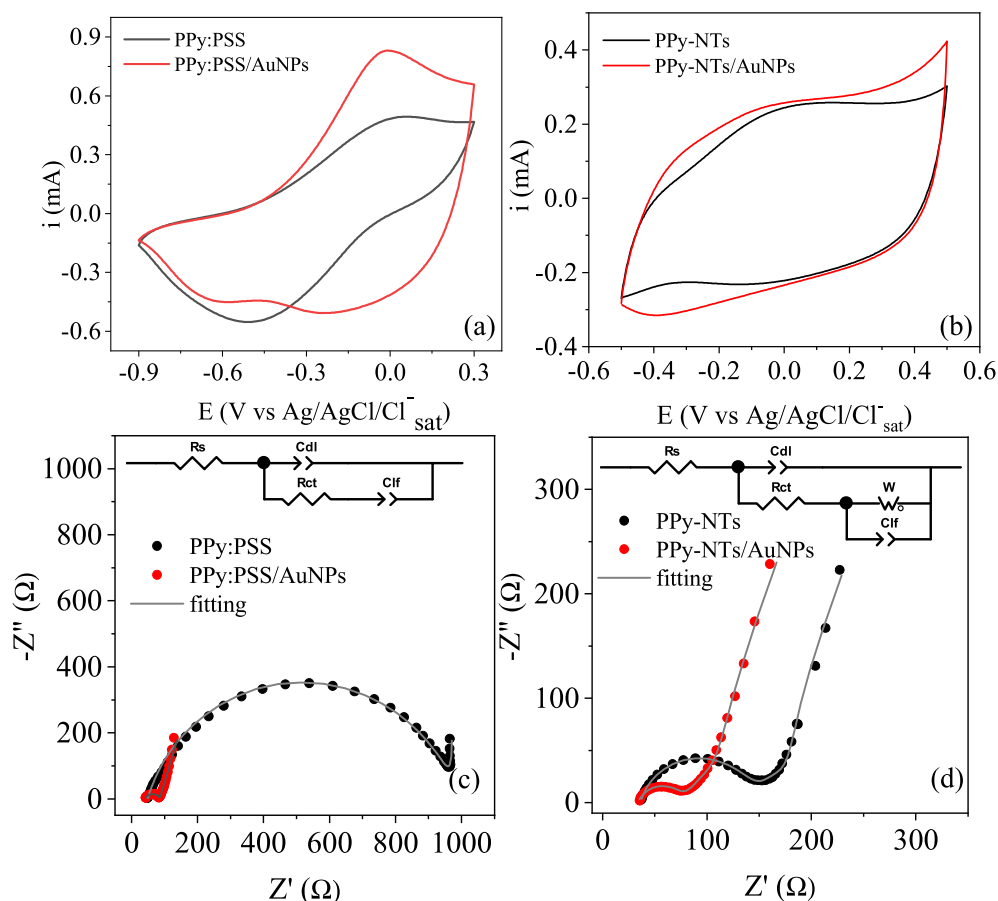 PPy:PSS
PPy:PSS/AuNPs
0.9
0.6
0.3
0.0
-0.3
-0.6
i (mA)
(a)
-0.9 -0.6 -0.3 0.0 0.3
E (V vs Ag/AgCl/Cl⁻sat)
PPy-NTs
PPy-NTs/AuNPs
0.4
0.2
0.0
-0.2
-0.4
i (mA)
(b)
-0.6 -0.4 -0.2 0.0 0.2 0.4 0.6
E (V vs Ag/AgCl/Cl⁻sat)
Rs Cdl
Rct Clf
PPy:PSS
PPy:PSS/AuNPs
fitting
1000
800
600
400
200
0
-Z'' (Ω)
(c)
0 200 400 600 800 1000
Z' (Ω)
Rs Cdl
Rct W
Clf
PPy-NTs
PPy-NTs/AuNPs
fitting
300
200
100
0
-Z'' (Ω)
(d)
0 100 200 300
Z' (Ω)